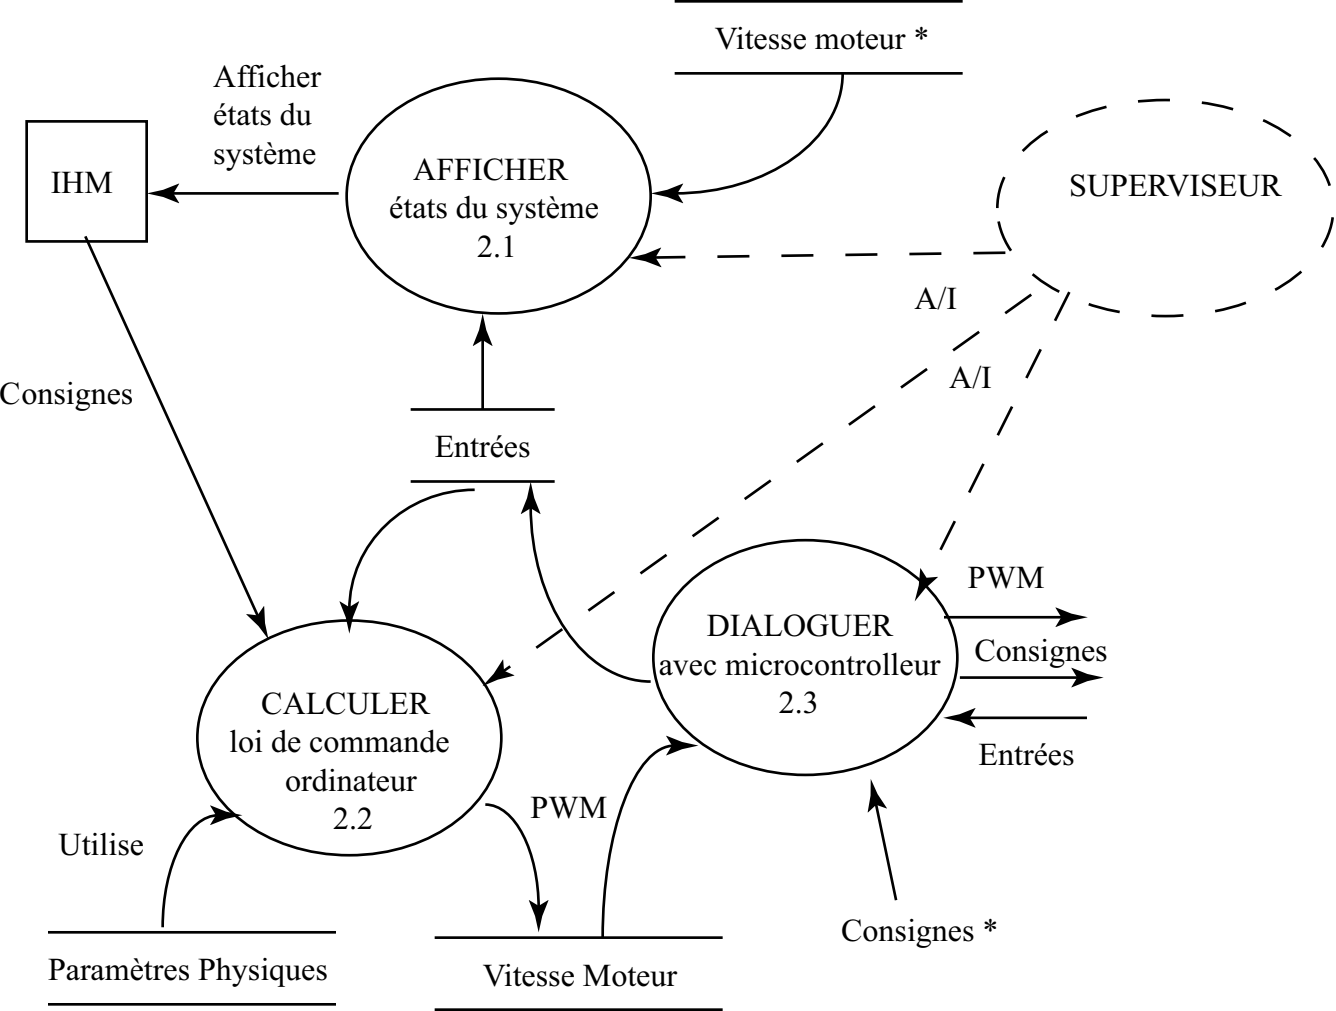 Vitesse moteur *
Afficher
états du
système
IHM
AFFICHER
états du système
2.1
SUPERVISEUR
A/I
A/I
Consignes
Entrées
PWM
Consignes
Entrées
DIALOGUER
avec microcontrolleur
2.3
CALCULER
loi de commande
ordinateur
2.2
PWM
Utilise
Consignes *
Paramètres Physiques
Vitesse Moteur